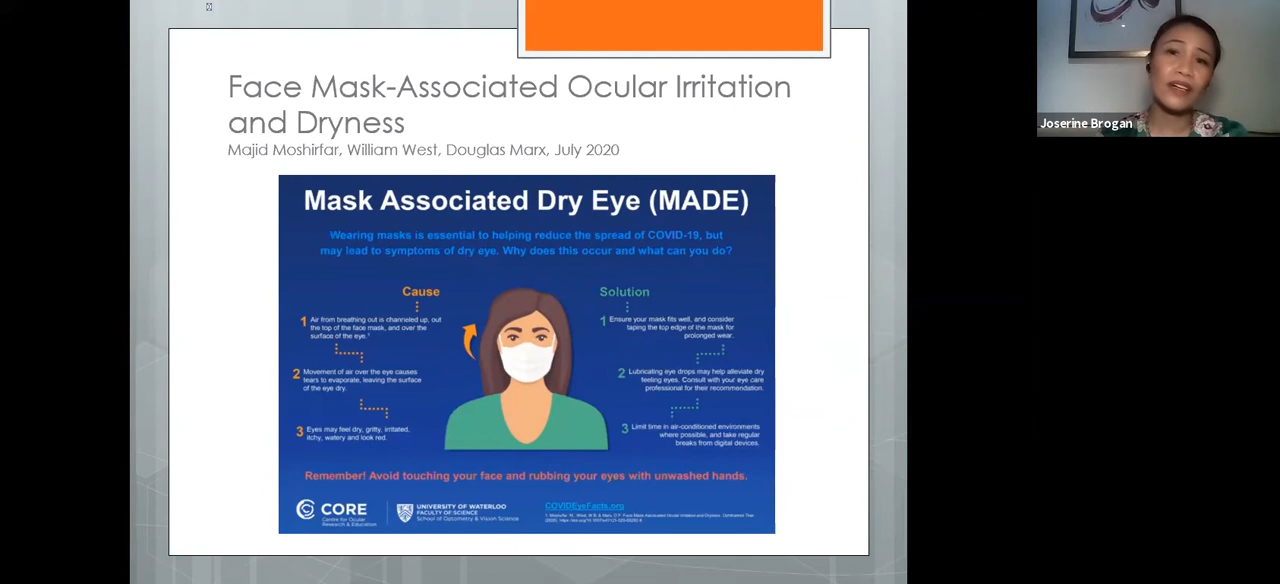 Face Mask-Associated Ocular Irritation
and Dryness
Majid Moshirfar, William West, Douglas Marx, July 2020
Mask Associated Dry Eye (MADE)
Wearing masks is essential to helping reduce the spread of COVID-19, but
may lead to symptoms of dry eye. Why does this occur and what can you do?
Cause
1 Air from breathing out is channeled up, out
the top of the face mask, and over the
surface of the eye.¹
2 Movement of air over the eye causes
tears to evaporate, leaving the surface
of the eye dry.
3 Eyes may feel dry, gritty, irritated,
itchy, watery and look red.
Solution
1 Ensure your mask fits well, and consider
taping the top edge of the mask for
prolonged wear.
2 Lubricating eye drops may help alleviate dry
feeling eyes. Consult with your eye care
professional for their recommendation.
3 Limit time in air-conditioned environments
where possible, and take regular
breaks from digital devices.
Remember! Avoid touching your face and rubbing your eyes with unwashed hands.
CORE
Centre for Ocular
Research & Education
UNIVERSITY OF WATERLOO
FACULTY OF SCIENCE
School of Optometry & Vision Science
COVIDEyeFacts.org
Face Mask-Associated Ocular Irritation and Dryness.
Joserine Brogan